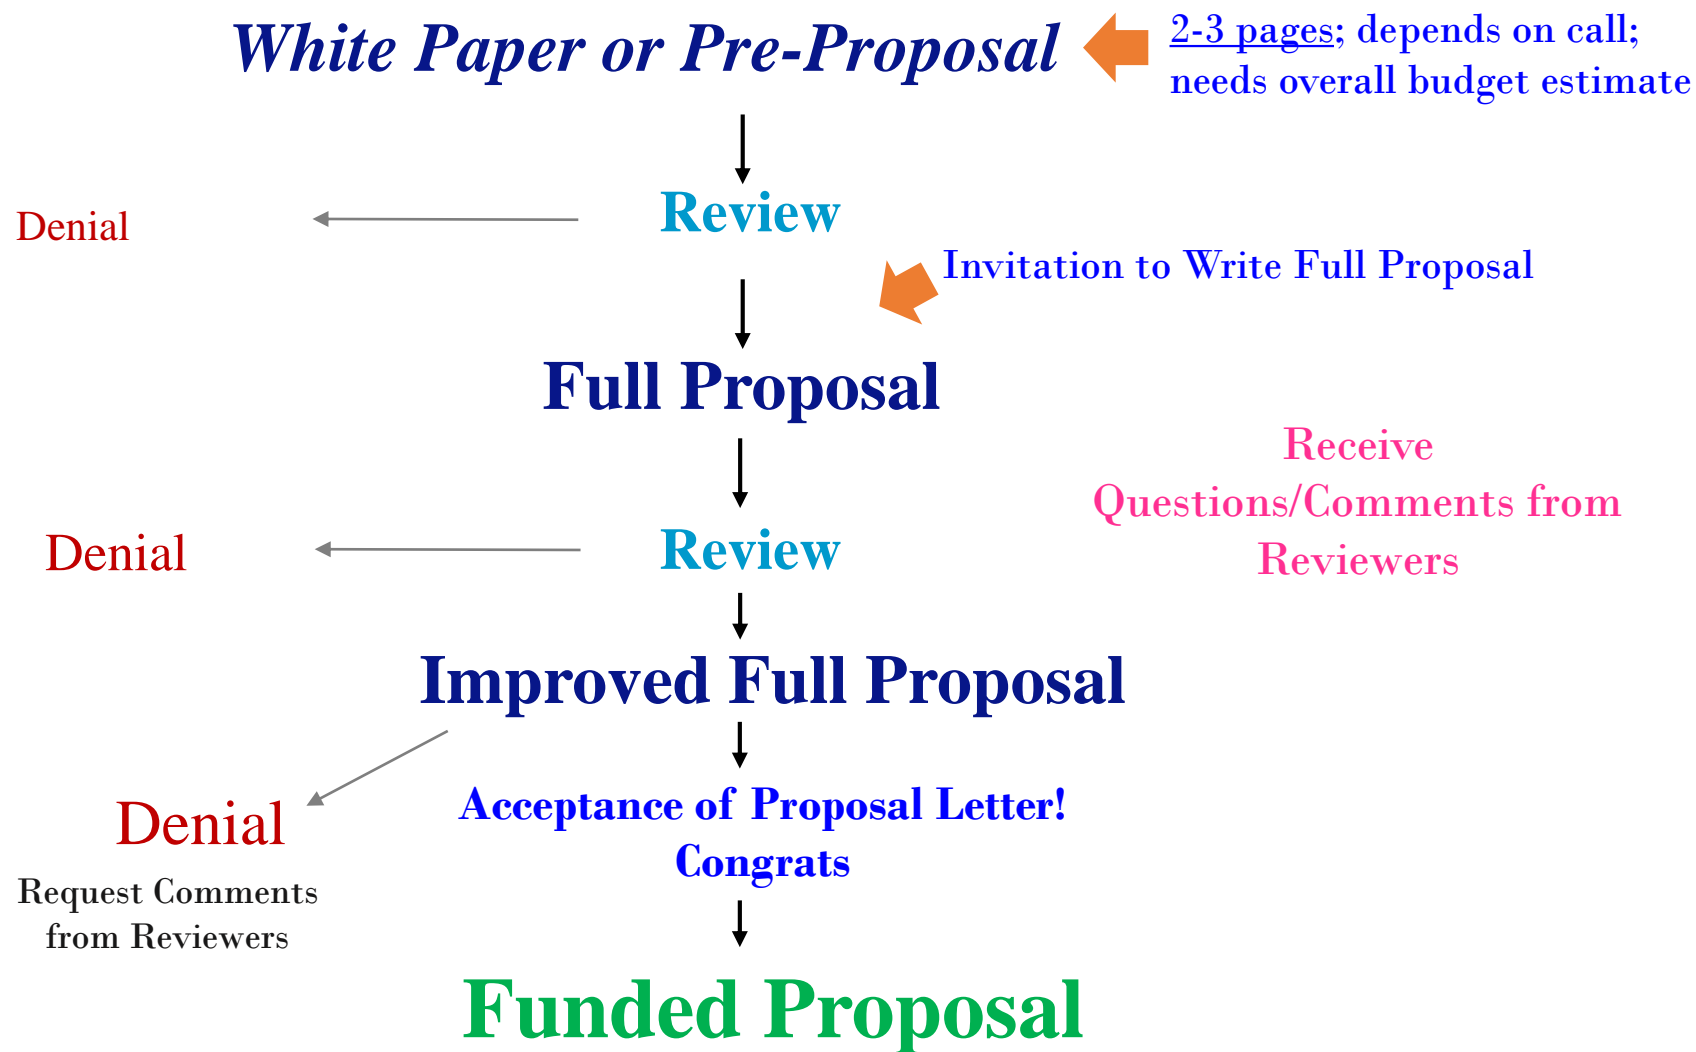 White Paper or Pre-Proposal
2-3 pages; depends on call;
needs overall budget estimate
Denial
Review
Invitation to Write Full Proposal
Full Proposal
Receive
Questions/Comments from
Reviewers
Denial
Review
Improved Full Proposal
Denial
Acceptance of Proposal Letter!
Congrats
Request Comments
from Reviewers
Funded Proposal